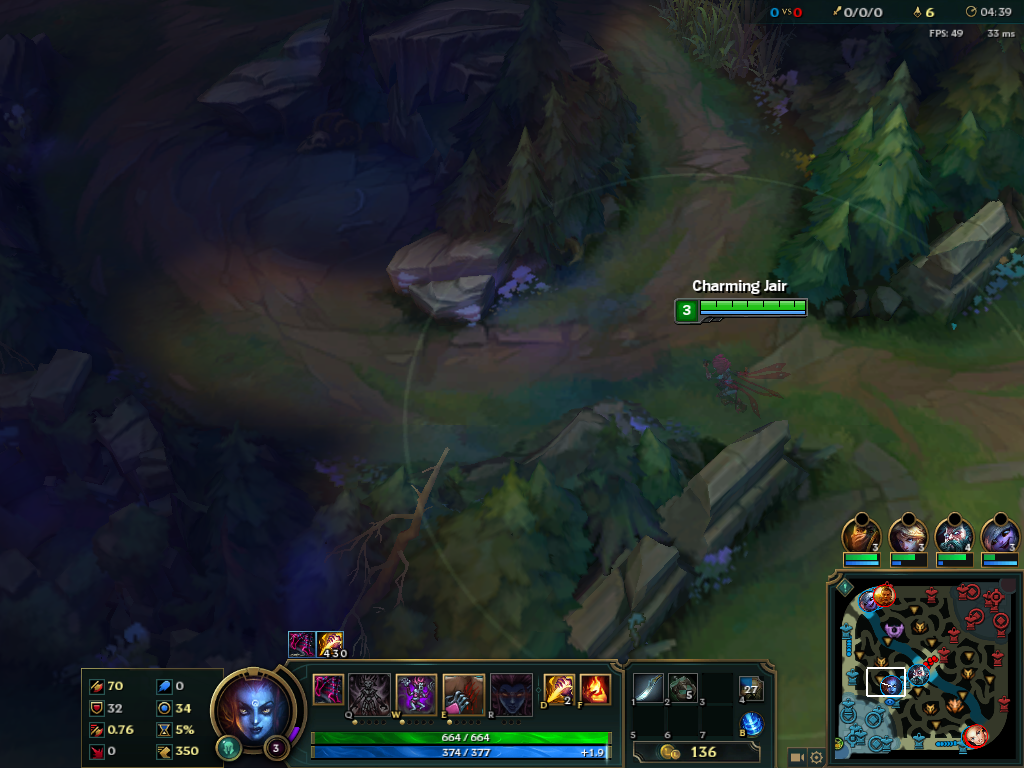 0 vs 0 0/0/0 6 04:39
FPS: 49 33 ms
Charming Jair
3
3 3 4 3
430
70 0
32 34
0.76 5%
0 350
3
Q W E R D 2 F
664 / 664
374 / 377 +1.9
1 2 5 3 27 4
5 6 7 B
136